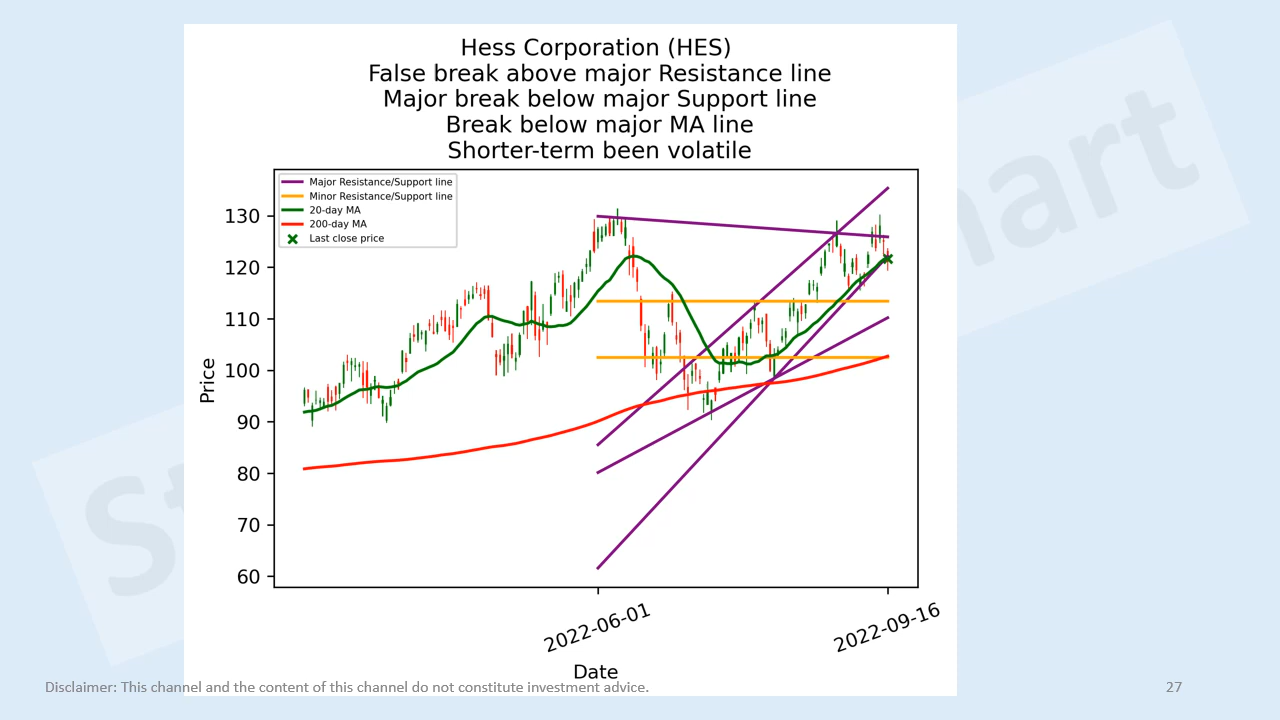 Hess Corporation (HES)
False break above major Resistance line
Major break below major Support line
Break below major MA line
Shorter-term been volatile
Major Resistance/Support line
Minor Resistance/Support line
20-day MA
200-day MA
Last close price
130
120
110
100
90
80
70
60
Price
2022-06-01
2022-09-16
Date
Disclaimer: This channel and the content of this channel do not constitute investment advice.
27